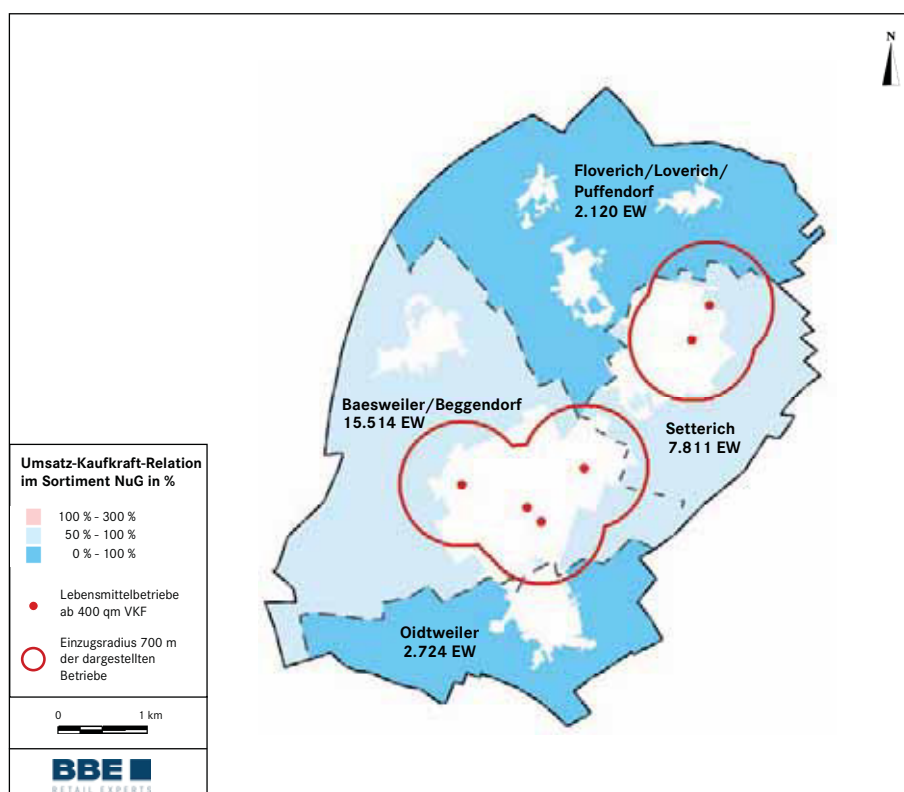 N
Floverich/Loverich/
Puffendorf
2.120 EW
Baesweiler/Beggendorf
15.514 EW
Setterich
7.811 EW
Oidtweiler
2.724 EW
Umsatz-Kaufkraft-Relation
im Sortiment NuG in %
100 % - 300 %
50 % - 100 %
0 % - 100 %
Lebensmittelbetriebe
ab 400 qm VKF
Einzugsradius 700 m
der dargestellten
Betriebe
0 1 km
BBE
RETAIL EXPERTS